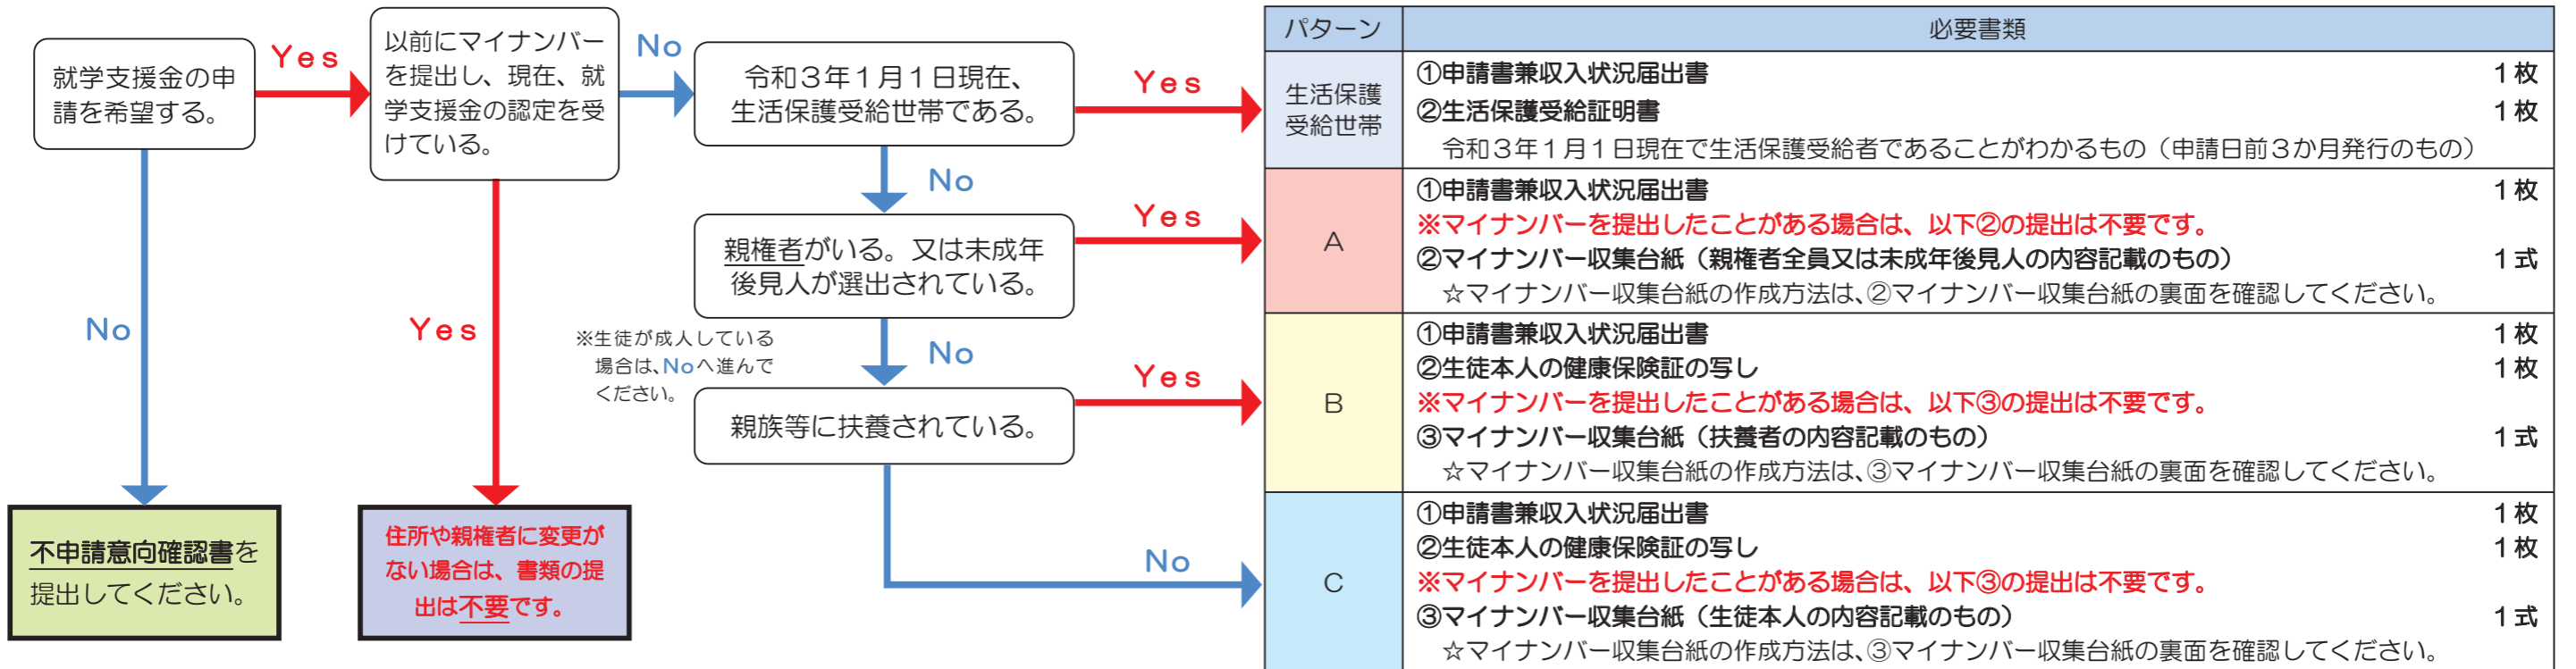 就学支援金の申
請を希望する。
Yes
以前にマイナンバー
を提出し、現在、就
学支援金の認定を受
けている。
No
令和３年１月１日現在、
生活保護受給世帯である。
Yes
No
親権者がいる。又は未成年
後見人が選出されている。
Yes
No
※生徒が成人している
場合は、Noへ進んで
ください。
親族等に扶養されている。
Yes
No
No
不申請意向確認書を
提出してください。
Yes
住所や親権者に変更が
ない場合は、書類の提
出は不要です。
パターン 必要書類
生活保護
受給世帯
①申請書兼収入状況届出書 １枚
②生活保護受給証明書 １枚
令和３年１月１日現在で生活保護受給者であることがわかるもの（申請日前３か月発行のもの）
Ａ
①申請書兼収入状況届出書 １枚
※マイナンバーを提出したことがある場合は、以下②の提出は不要です。
②マイナンバー収集台紙（親権者全員又は未成年後見人の内容記載のもの） １式
☆マイナンバー収集台紙の作成方法は、②マイナンバー収集台紙の裏面を確認してください。
Ｂ
①申請書兼収入状況届出書 １枚
②生徒本人の健康保険証の写し １枚
※マイナンバーを提出したことがある場合は、以下③の提出は不要です。
③マイナンバー収集台紙（扶養者の内容記載のもの） １式
☆マイナンバー収集台紙の作成方法は、③マイナンバー収集台紙の裏面を確認してください。
Ｃ
①申請書兼収入状況届出書 １枚
②生徒本人の健康保険証の写し １枚
※マイナンバーを提出したことがある場合は、以下③の提出は不要です。
③マイナンバー収集台紙（生徒本人の内容記載のもの） １式
☆マイナンバー収集台紙の作成方法は、③マイナンバー収集台紙の裏面を確認してください。